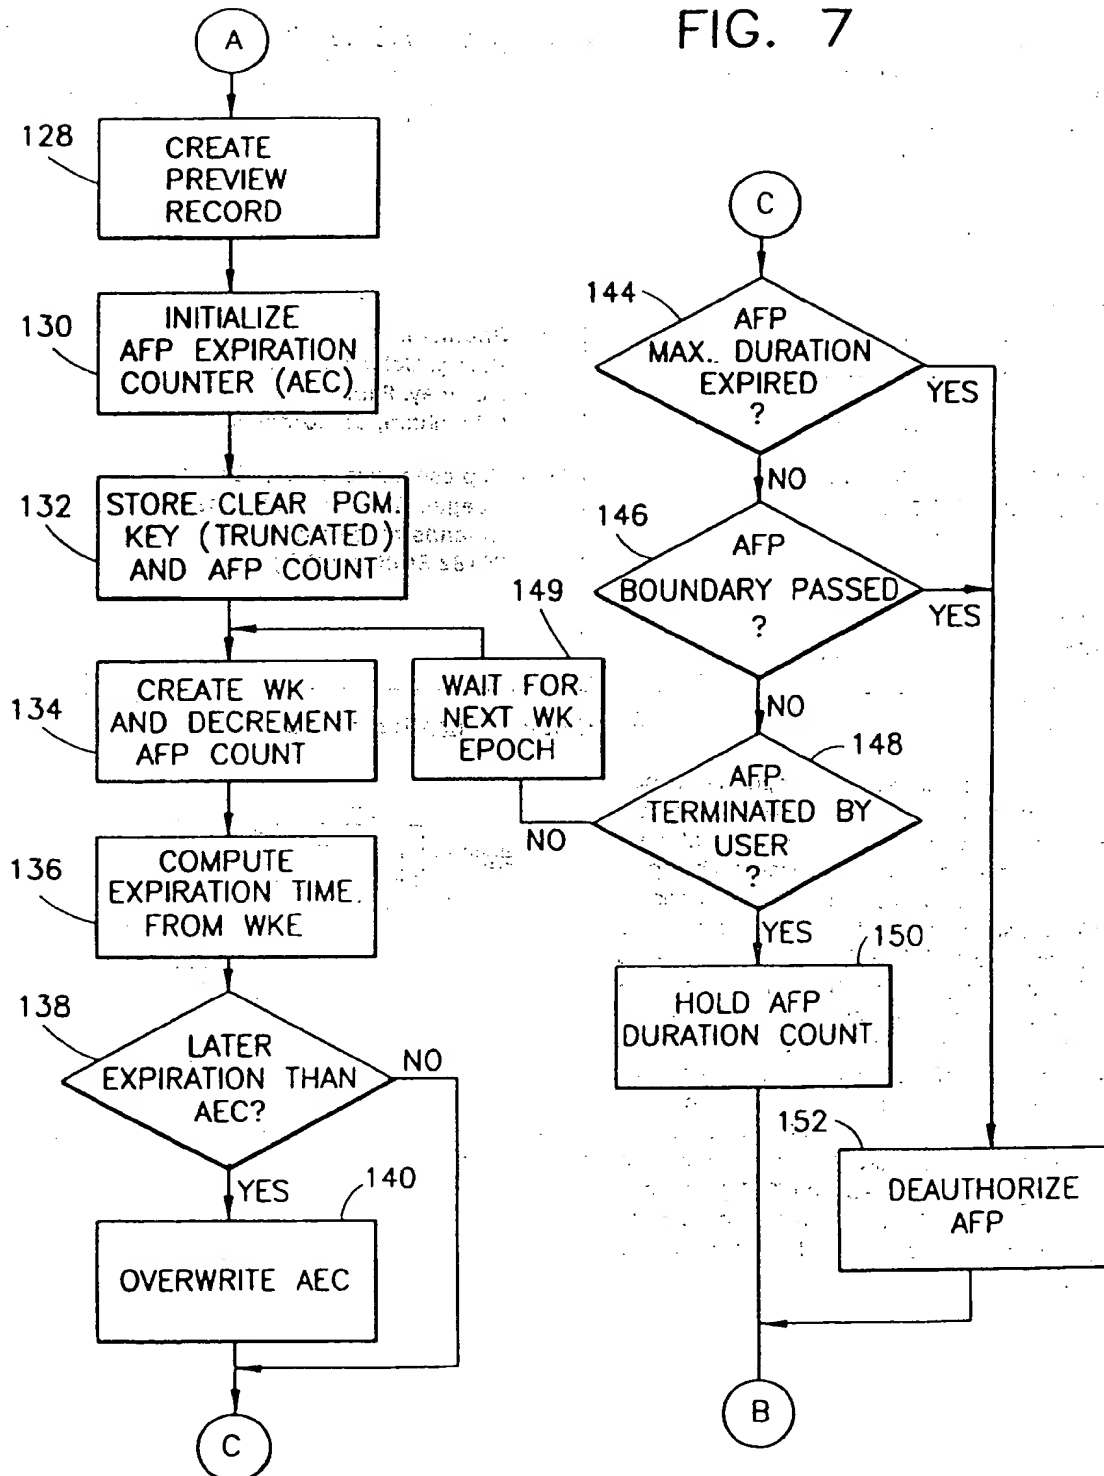 FIG. 7
A
128
CREATE
PREVIEW
RECORD
130
INITIALIZE
AFP EXPIRATION
COUNTER (AEC)
132
STORE CLEAR PGM.
KEY (TRUNCATED)
AND AFP COUNT
134
CREATE WK
AND DECREMENT
AFP COUNT
149
WAIT FOR
NEXT WK
EPOCH
136
COMPUTE
EXPIRATION TIME
FROM WKE
138
LATER
EXPIRATION THAN
AEC?
NO
YES
140
OVERWRITE AEC
C
C
144
AFP
MAX. DURATION
EXPIRED
?
YES
NO
146
AFP
BOUNDARY PASSED
?
YES
NO
148
AFP
TERMINATED BY
USER
?
NO
YES
150
HOLD AFP
DURATION COUNT
152
DEAUTHORIZE
AFP
B